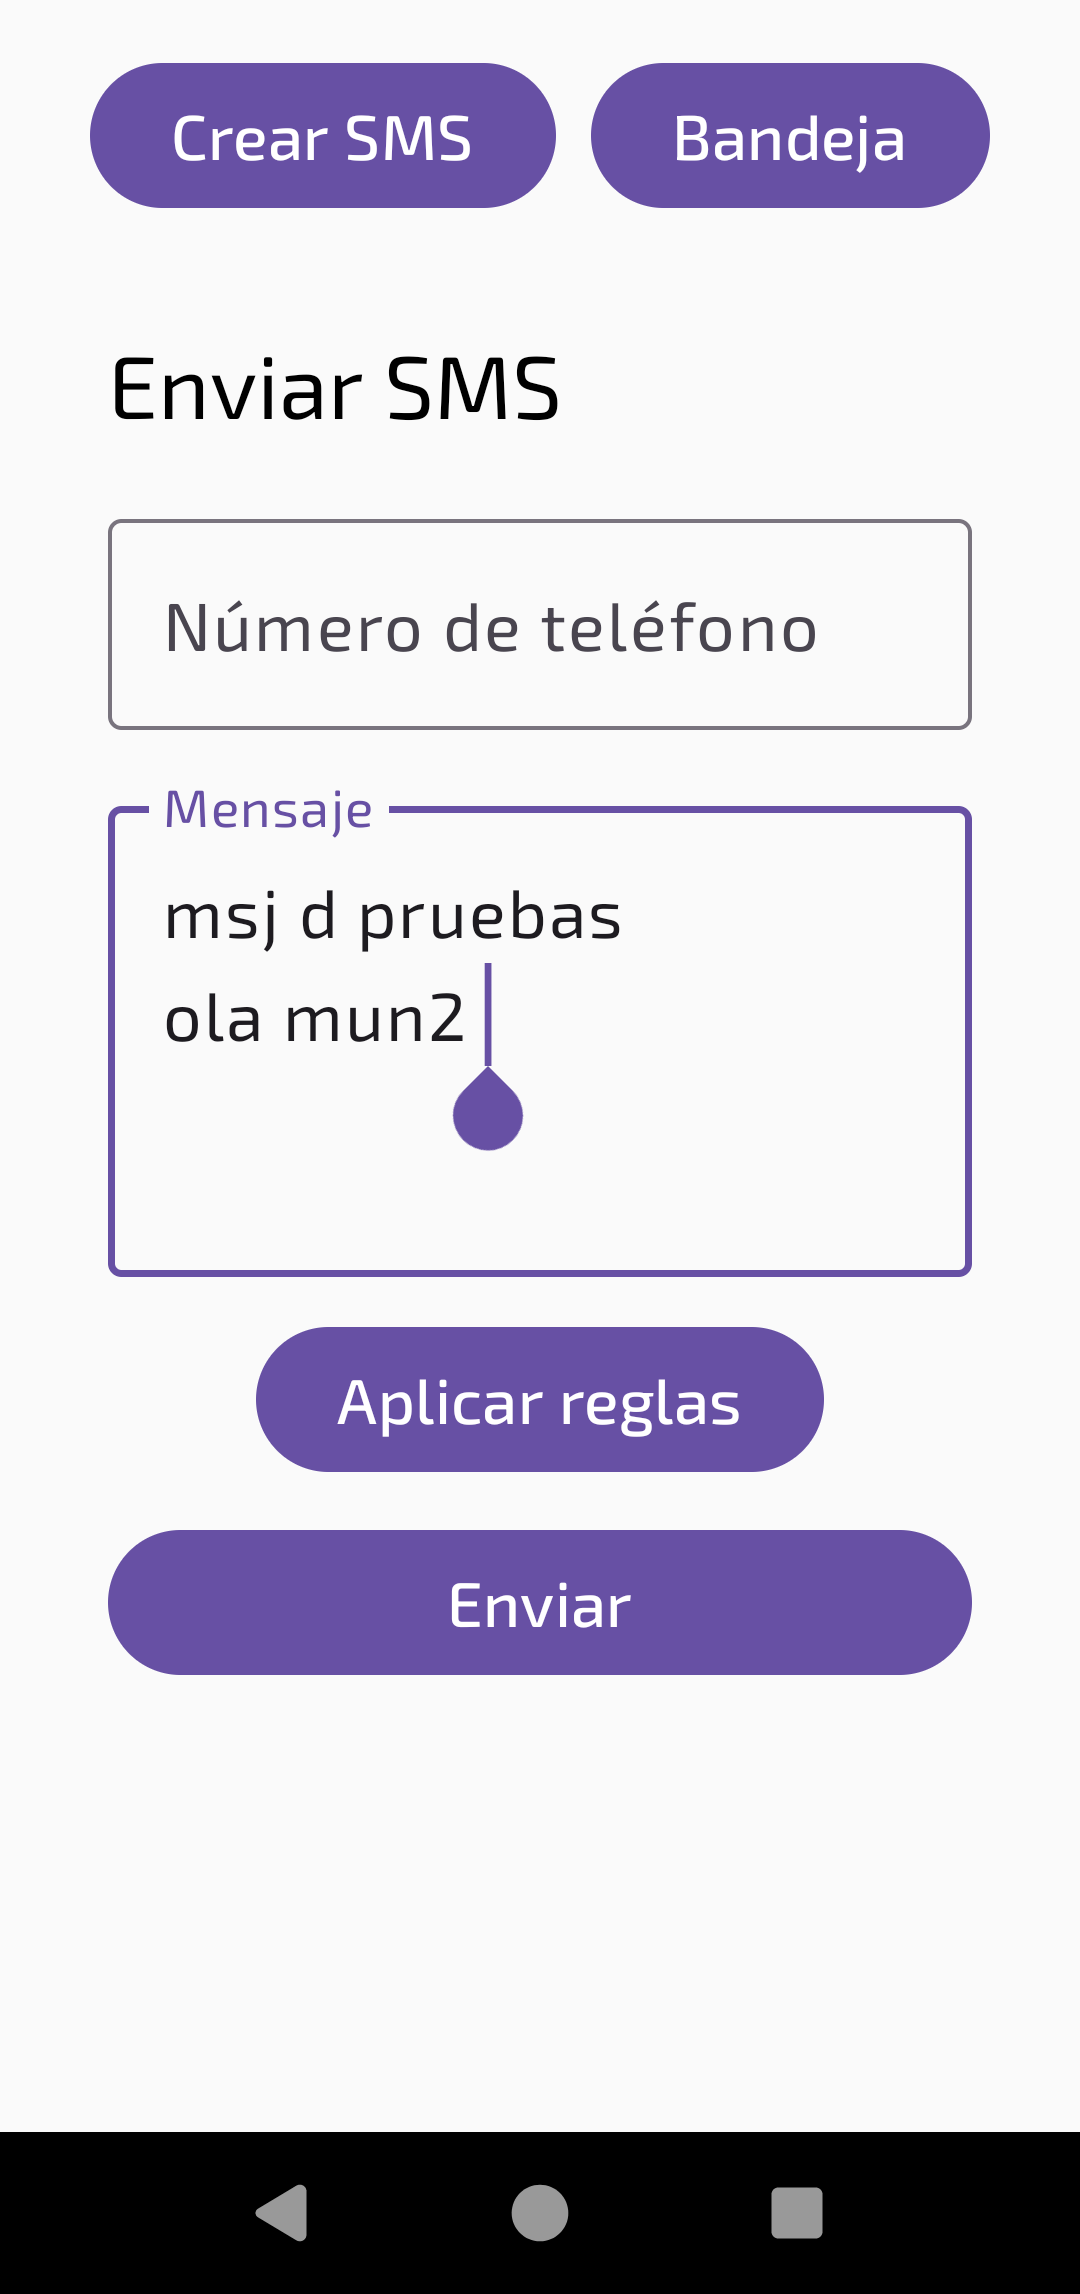 Crear SMS Bandeja
Enviar SMS
Número de teléfono
Mensaje
msj d pruebas
ola mun2
Aplicar reglas
Enviar